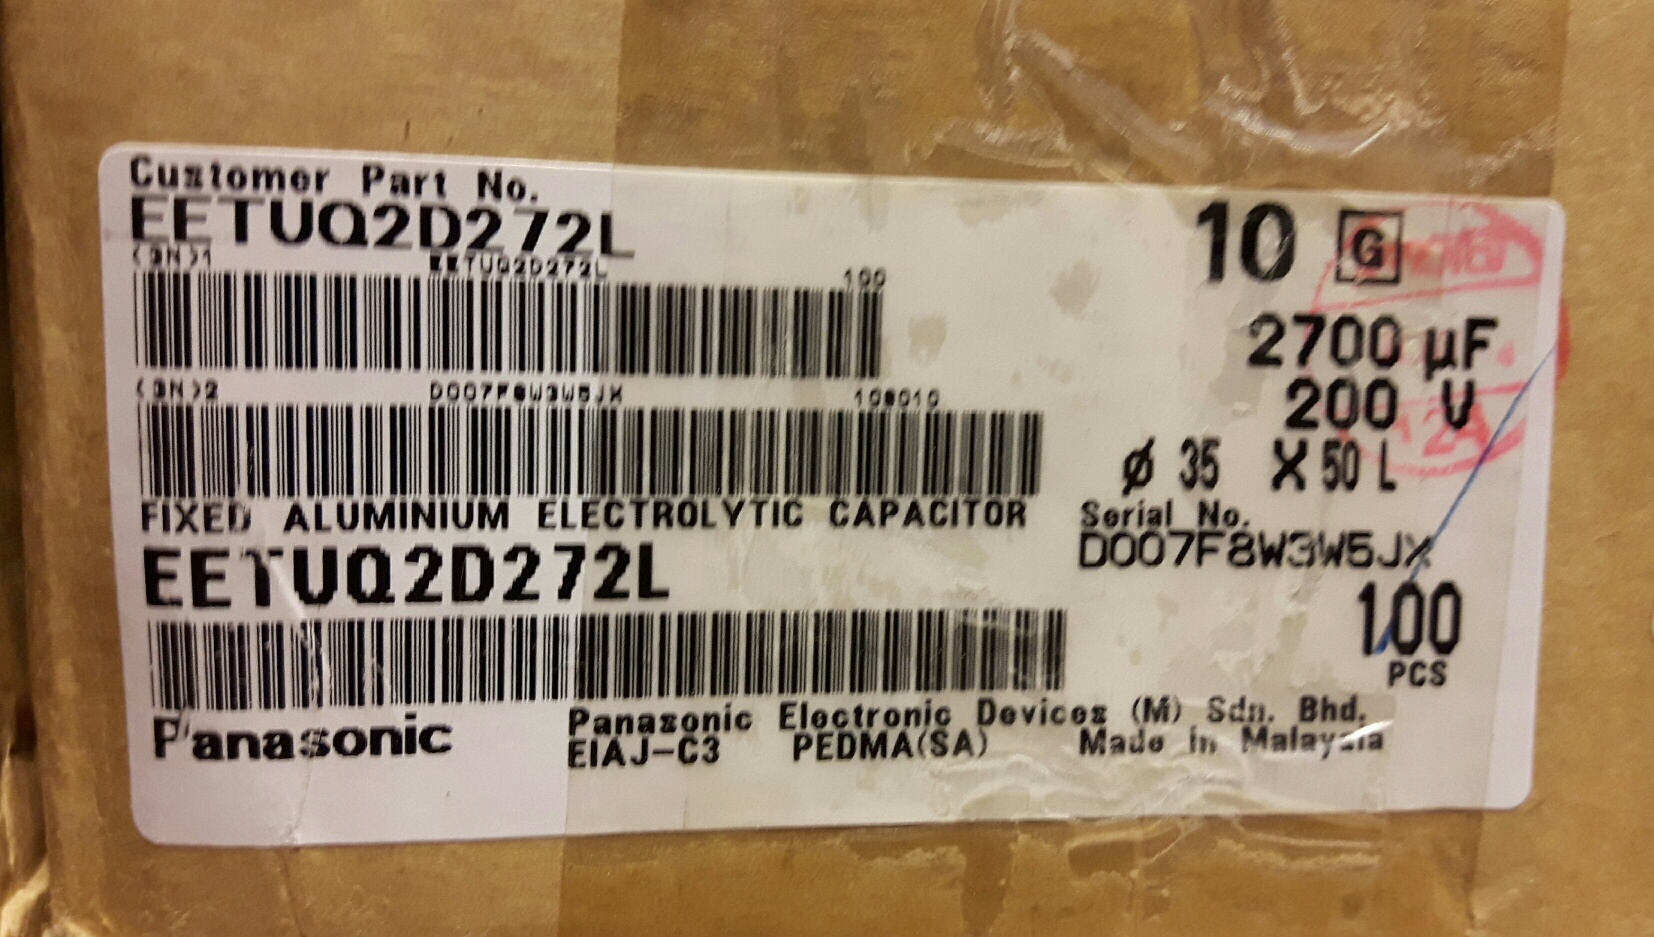 Customer Part No.
EETUQ2D272L
(3N)1 EETUQ2D272L 100
(3N)2 D007F8W3W5JX 108010
FIXED ALUMINIUM ELECTROLYTIC CAPACITOR
EETUQ2D272L
Panasonic
Panasonic Electronic Devices (M) Sdn. Bhd.
EIAJ-C3 PEDMA(SA) Made in Malaysia
10 G
2700 µF
200 V
ø 35 X 50 L
Serial No.
D007F8W3W5JX
100
PCS